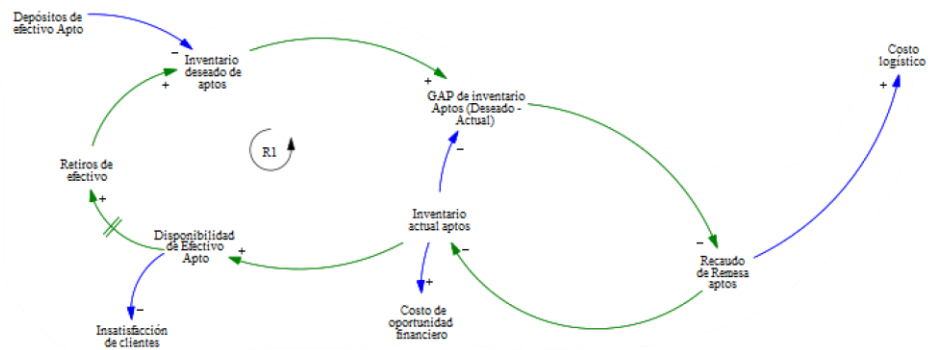 Depósitos de
efectivo Apto
−
Inventario
deseado de
aptos
+
+
GAP de inventario
Aptos (Deseado -
Actual)
−
Costo
logístico
+
R1
Retiros de
efectivo
+
Disponibilidad
de Efectivo
Apto
+
Inventario
actual aptos
−
−
Recaudo
de Remesa
aptos
−
Insatisfacción
de clientes
+
Costo de
oportunidad
financiero